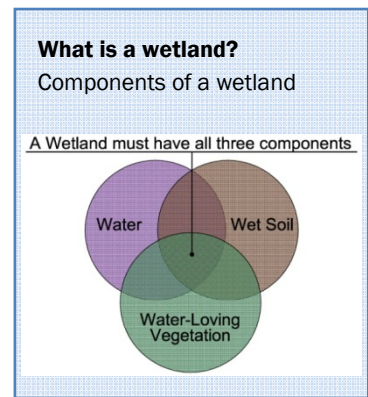 What is a wetland?
Components of a wetland
A Wetland must have all three components
Water
Wet Soil
Water-Loving
Vegetation